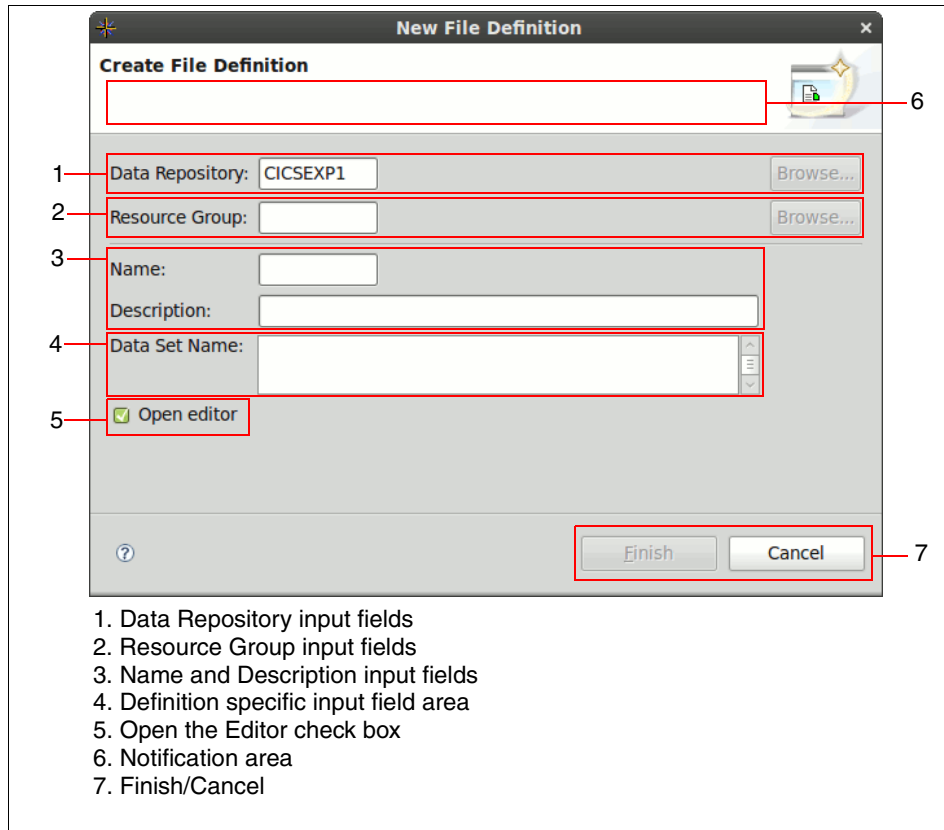 New File Definition ×
Create File Definition
6
1 Data Repository: CICSEXP1 Browse...
2 Resource Group: Browse...
3 Name:
Description:
4 Data Set Name:
5 Open editor
? Finish Cancel 7
1. Data Repository input fields
2. Resource Group input fields
3. Name and Description input fields
4. Definition specific input field area
5. Open the Editor check box
6. Notification area
7. Finish/Cancel